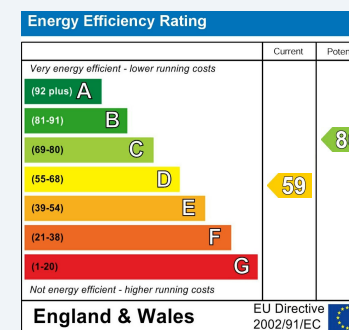 Energy Efficiency Rating
Current
Very energy efficient - lower running costs
(92 plus) A
(81-91) B
(69-80) C
(55-68) D
59
(39-54) E
(21-38) F
(1-20) G
Not energy efficient - higher running costs
England & Wales
EU Directive
2002/91/EC